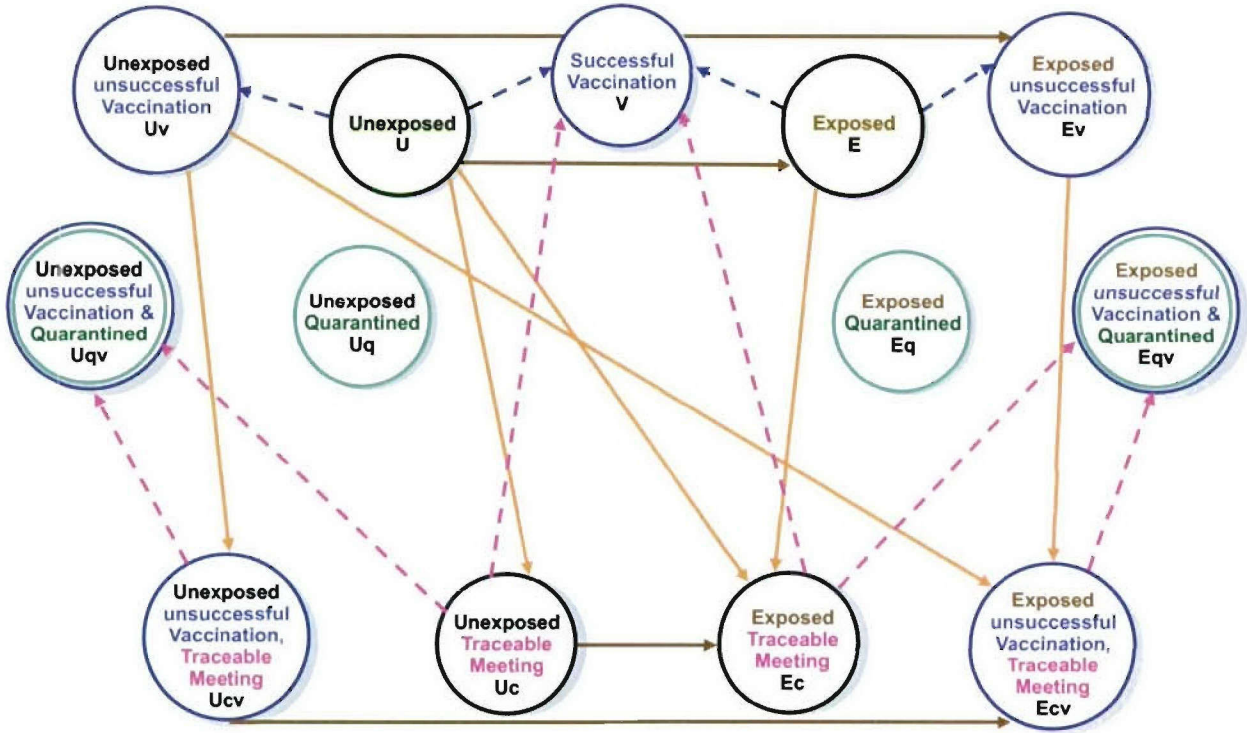 Unexposed
unsuccessful
Vaccination
Uv
Unexposed
U
Successful
Vaccination
V
Exposed
E
Exposed
unsuccessful
Vaccination
Ev
Unexposed
unsuccessful
Vaccination &
Quarantined
Uqv
Unexposed
Quarantined
Uq
Exposed
Quarantined
Eq
Exposed
unsuccessful
Vaccination &
Quarantined
Eqv
Unexposed
unsuccessful
Vaccination,
Traceable
Meeting
Ucv
Unexposed
Traceable
Meeting
Uc
Exposed
Traceable
Meeting
Ec
Exposed
unsuccessful
Vaccination,
Traceable
Meeting
Ecv